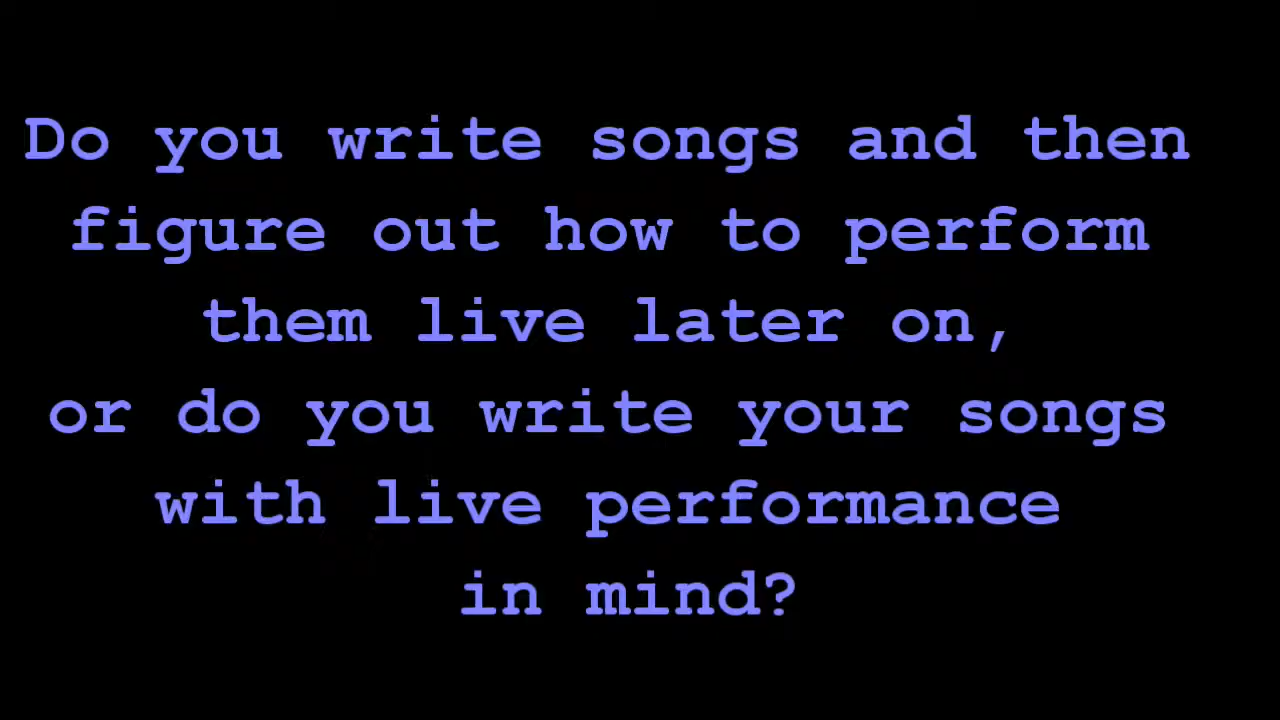 Do you write songs and then
figure out how to perform
them live later on,
or do you write your songs
with live performance
in mind?